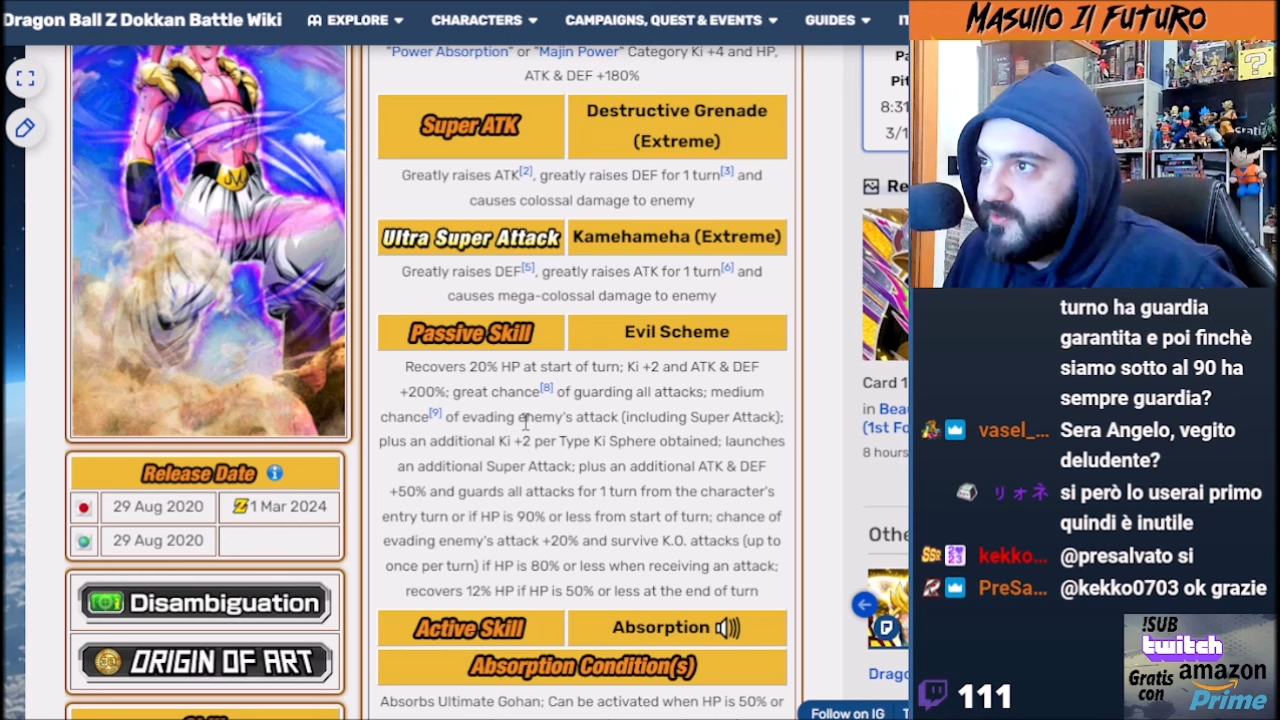 Dragon Ball Z Dokkan Battle Wiki
EXPLORE
CHARACTERS
CAMPAIGNS, QUEST & EVENTS
GUIDES
"Power Absorption" or "Majin Power" Category Ki +4 and HP,
ATK & DEF +180%
Super ATK
Destructive Grenade
(Extreme)
Greatly raises ATK[2], greatly raises DEF for 1 turn[3] and
causes colossal damage to enemy
Ultra Super Attack
Kamehameha (Extreme)
Greatly raises DEF[5], greatly raises ATK for 1 turn[6] and
causes mega-colossal damage to enemy
Passive Skill
Evil Scheme
Recovers 20% HP at start of turn; Ki +2 and ATK & DEF
+200%; great chance[8] of guarding all attacks; medium
chance[9] of evading enemy's attack (including Super Attack);
plus an additional Ki +2 per Type Ki Sphere obtained; launches
an additional Super Attack; plus an additional ATK & DEF
+50% and guards all attacks for 1 turn from the character's
entry turn or if HP is 90% or less from start of turn; chance of
evading enemy's attack +20% and survive K.O. attacks (up to
once per turn) if HP is 80% or less when receiving an attack;
recovers 12% HP if HP is 50% or less at the end of turn
Active Skill
Absorption
Absorption Condition(s)
Absorbs Ultimate Gohan; Can be activated when HP is 50% or
Release Date
29 Aug 2020
Z 1 Mar 2024
29 Aug 2020
Disambiguation
ORIGIN OF ART
Pa
Pit
8:31
3/1
Re
Card 1
in Beau
(1st Fo
8 hours
Othe
Drago
Follow on IG
MASULLO IL FUTURO
turno ha guardia
garantita e poi finchè
siamo sotto al 90 ha
sempre guardia?
vasel_... Sera Angelo, vegito
deludente?
リォネ si però lo userai primo
quindi è inutile
kekko... @presalvato si
PreSa... @kekko0703 ok grazie
!SUB
twitch
Gratis
con
amazon
Prime
111